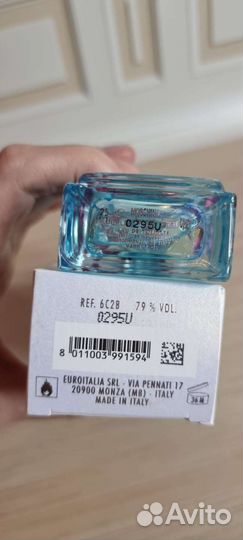 MOSCHINO
0295U
REF. 6C28 79 % VOL.
0295U
8 011003 991594
EUROITALIA SRL - VIA PENNATI 17
20900 MONZA (MB) - ITALY
MADE IN ITALY
36 M
Avito